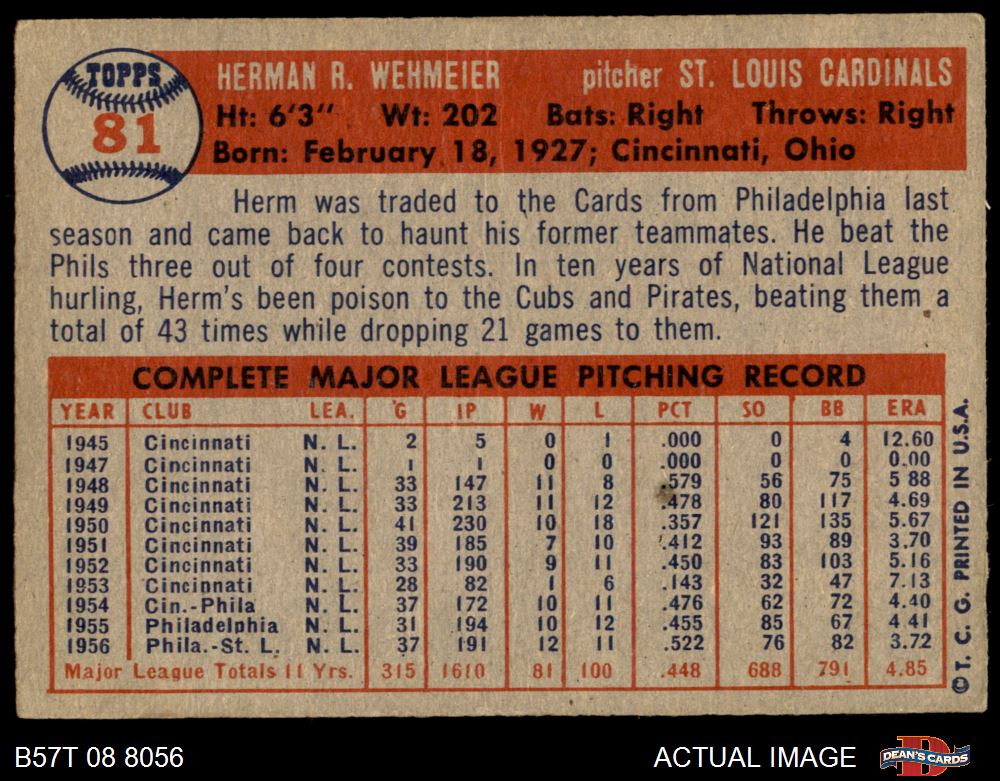 TOPPS
81
HERMAN R. WEHMEIER pitcher ST. LOUIS CARDINALS
Ht: 6'3" Wt: 202 Bats: Right Throws: Right
Born: February 18, 1927; Cincinnati, Ohio
Herm was traded to the Cards from Philadelphia last
season and came back to haunt his former teammates. He beat the
Phils three out of four contests. In ten years of National League
hurling, Herm's been poison to the Cubs and Pirates, beating them a
total of 43 times while dropping 21 games to them.
COMPLETE MAJOR LEAGUE PITCHING RECORD
YEAR CLUB LEA. G IP W L PCT SO BB ERA
1945 Cincinnati N. L. 2 5 0 1 .000 0 4 12.60
1947 Cincinnati N. L. 1 1 0 0 .000 0 0 0.00
1948 Cincinnati N. L. 33 147 11 8 .579 56 75 5 88
1949 Cincinnati N. L. 33 213 11 12 .478 80 117 4.69
1950 Cincinnati N. L. 41 230 10 18 .357 121 135 5.67
1951 Cincinnati N. L. 39 185 7 10 .412 93 89 3.70
1952 Cincinnati N. L. 33 190 9 11 .450 83 103 5.16
1953 Cincinnati N. L. 28 82 1 6 .143 32 47 7.13
1954 Cin.-Phila N. L. 37 172 10 11 .476 62 72 4.40
1955 Philadelphia N. L. 31 194 10 12 .455 85 67 4.41
1956 Phila.-St. L. N. L. 37 191 12 11 .522 76 82 3.72
Major League Totals 11 Yrs. 315 1610 81 100 .448 688 791 4.85
©T. C. G. PRINTED IN U.S.A.
B57T 08 8056 ACTUAL IMAGE DEAN'S CARDS